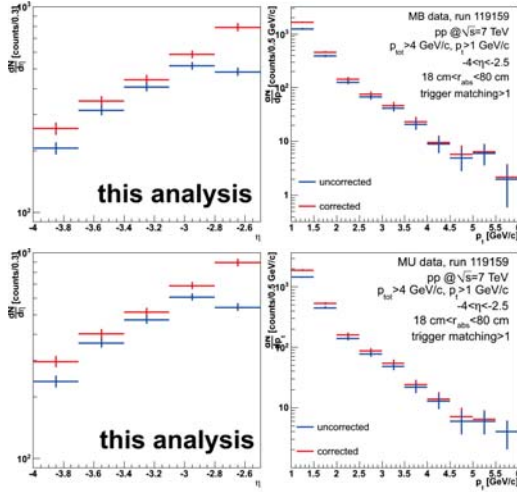 dN/dη [counts/0.3]
10³
10²
-4 -3.8 -3.6 -3.4 -3.2 -3 -2.8 -2.6
η
this analysis
dN/dp_t [counts/0.5 GeV/c]
10³
10²
10
1
MB data, run 119159
pp @√s=7 TeV
p_tot>4 GeV/c, p_t>1 GeV/c
-4<η<-2.5
18 cm<r_abs<80 cm
trigger matching>1
uncorrected
corrected
1 1.5 2 2.5 3 3.5 4 4.5 5 5.5 6
p_t [GeV/c]
dN/dη [counts/0.3]
10³
10²
-4 -3.8 -3.6 -3.4 -3.2 -3 -2.8 -2.6
η
this analysis
dN/dp_t [counts/0.5 GeV/c]
10³
10²
10
1
MU data, run 119159
pp @√s=7 TeV
p_tot>4 GeV/c, p_t>1 GeV/c
-4<η<-2.5
18 cm<r_abs<80 cm
trigger matching>1
uncorrected
corrected
1 1.5 2 2.5 3 3.5 4 4.5 5 5.5 6
p_t [GeV/c]